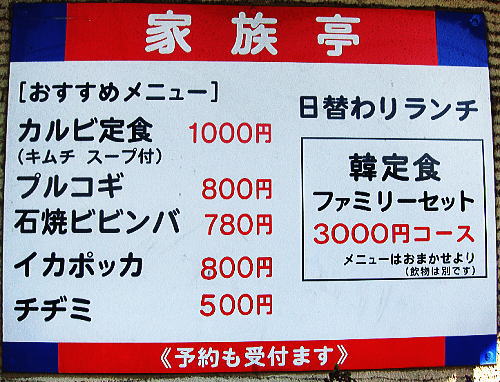 家族亭
[おすすめメニュー]
カルビ定食 1000円
(キムチ スープ付)
プルコギ 800円
石焼ビビンバ 780円
イカポッカ 800円
チヂミ 500円
日替わりランチ
韓定食
ファミリーセット
3000円コース
メニューはおまかせより
(飲物は別です)
《予約も受付ます》